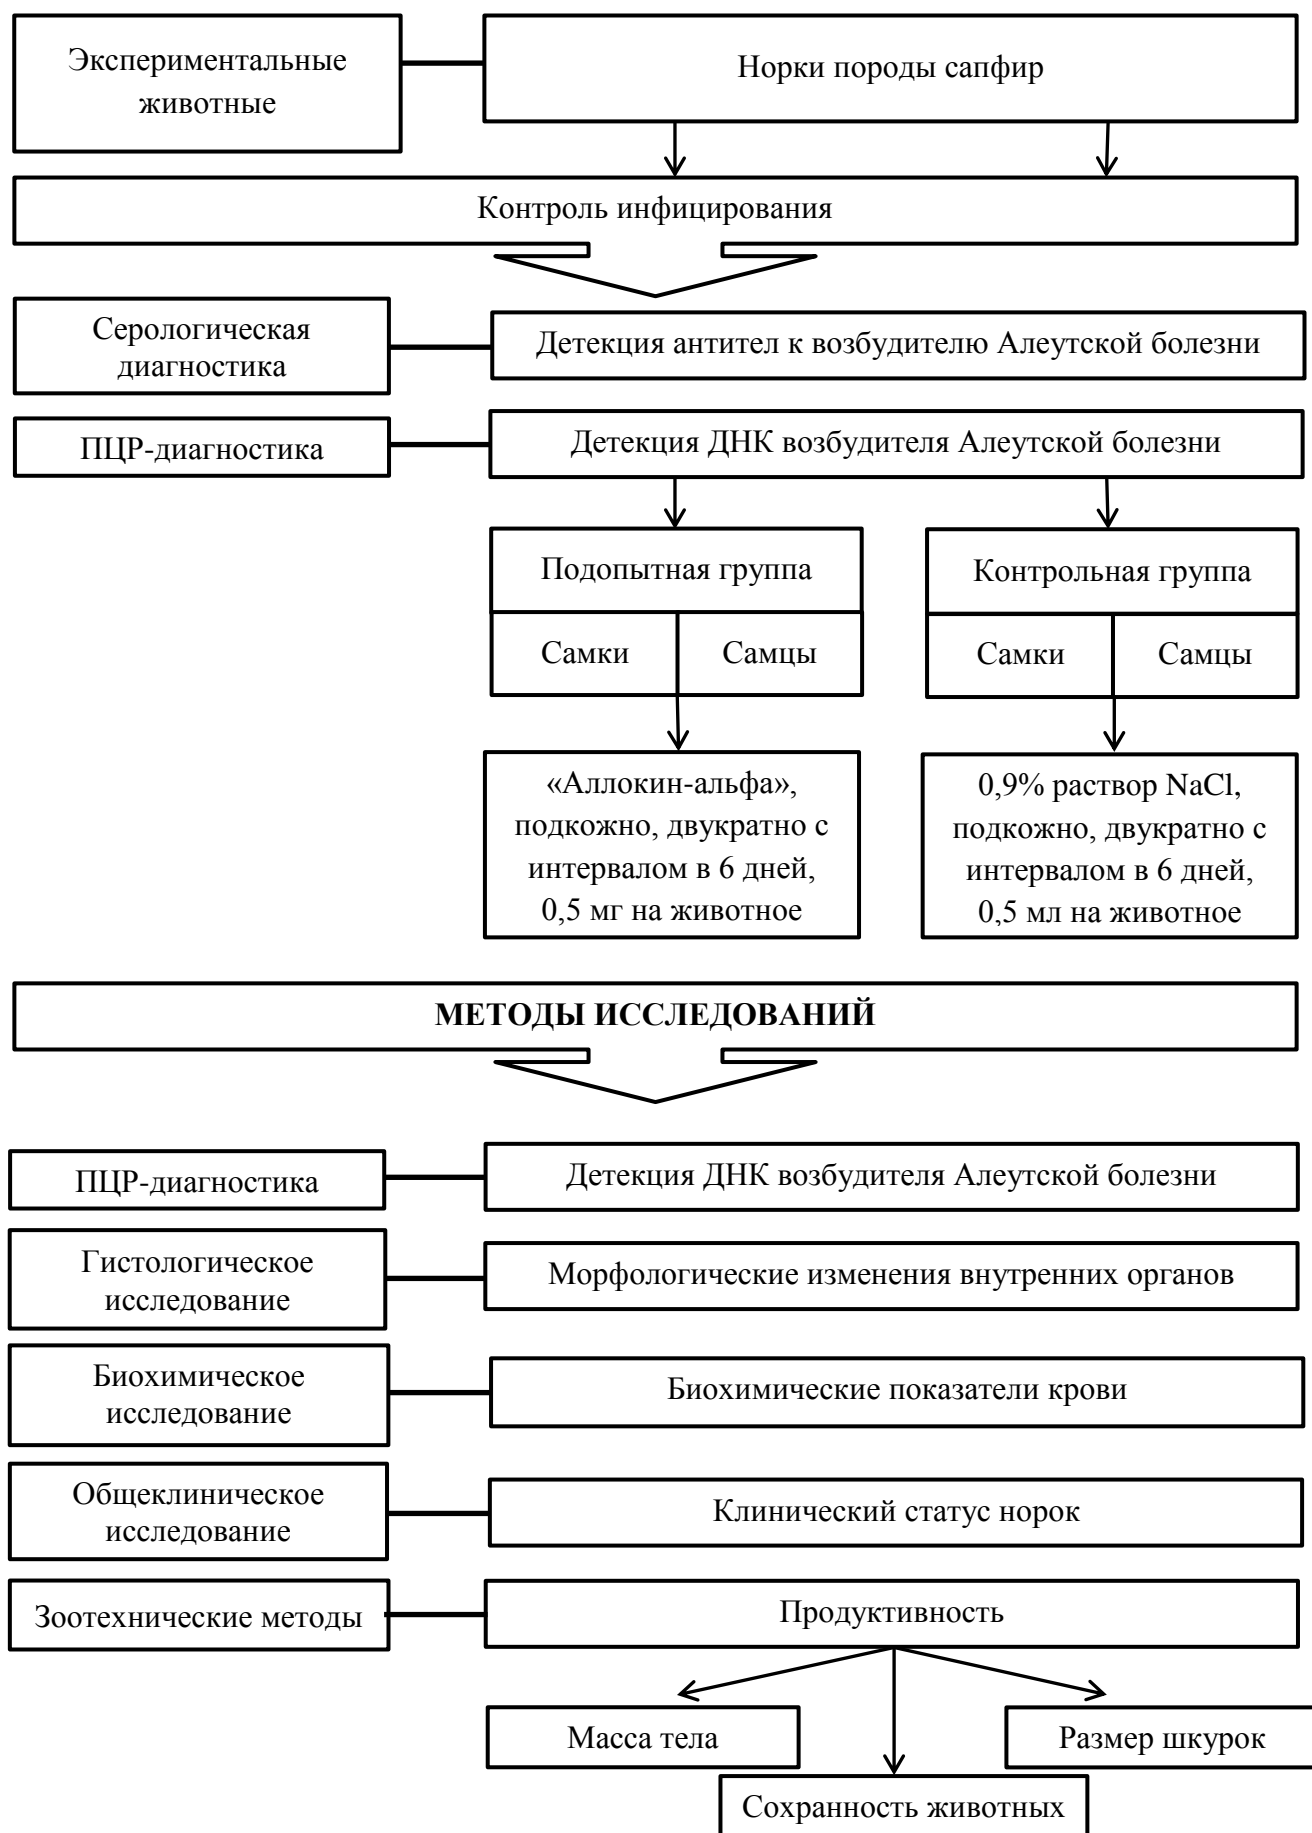 Экспериментальные
животные
Норки породы сапфир
Контроль инфицирования
Серологическая
диагностика
Детекция антител к возбудителю Алеутской болезни
ПЦР-диагностика
Детекция ДНК возбудителя Алеутской болезни
Подопытная группа
Самки
Самцы
Контрольная группа
Самки
Самцы
«Аллокин-альфа»,
подкожно, двукратно с
интервалом в 6 дней,
0,5 мг на животное
0,9% раствор NaCl,
подкожно, двукратно с
интервалом в 6 дней,
0,5 мл на животное
МЕТОДЫ ИССЛЕДОВАНИЙ
ПЦР-диагностика
Детекция ДНК возбудителя Алеутской болезни
Гистологическое
исследование
Морфологические изменения внутренних органов
Биохимическое
исследование
Биохимические показатели крови
Общеклиническое
исследование
Клинический статус норок
Зоотехнические методы
Продуктивность
Масса тела
Размер шкурок
Сохранность животных